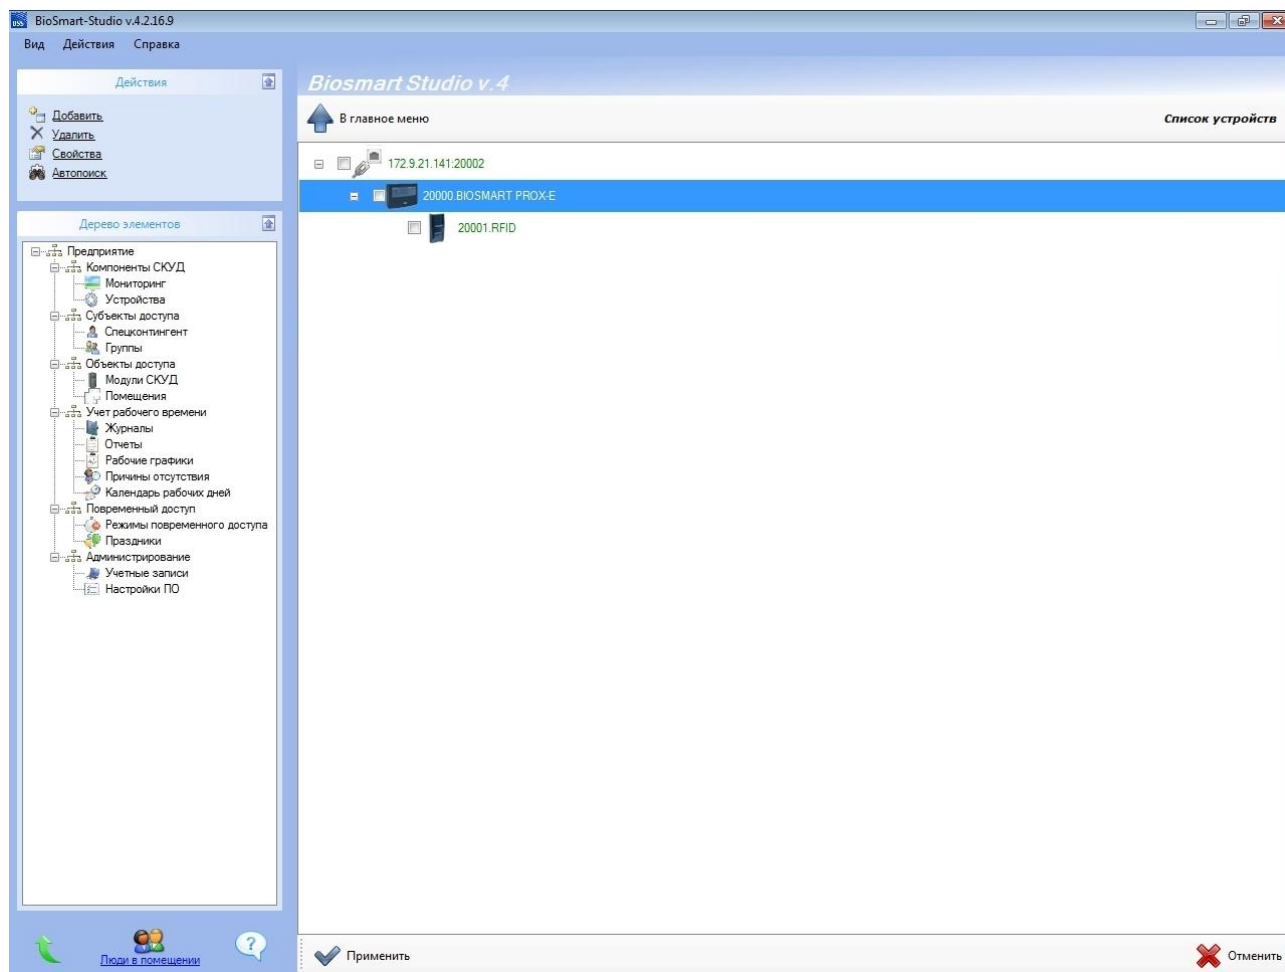 BioSmart-Studio v.4.2.16.9
Вид Действия Справка
Действия
Добавить
Удалить
Свойства
Автопоиск
Дерево элементов
Предприятие
Компоненты СКУД
Мониторинг
Устройства
Субъекты доступа
Спецконтингент
Группы
Объекты доступа
Модули СКУД
Помещения
Учет рабочего времени
Журналы
Отчеты
Рабочие графики
Причины отсутствия
Календарь рабочих дней
Повременный доступ
Режимы повременного доступа
Праздники
Администрирование
Учетные записи
Настройки ПО
Люди в помещении
Biosmart Studio v.4
В главное меню Список устройств
172.9.21.141:20002
20000.BIOSMART PROX-E
20001.RFID
Применить Отменить